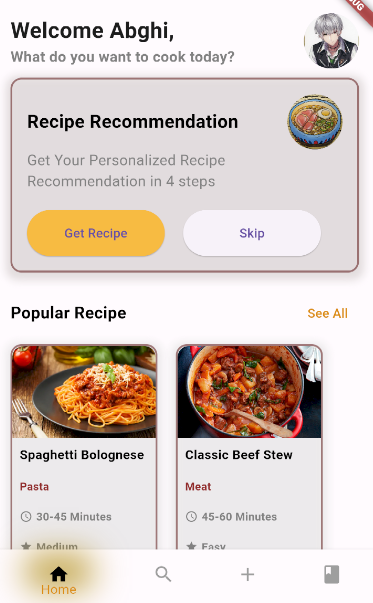 Welcome Abghi,
What do you want to cook today?
Recipe Recommendation
Get Your Personalized Recipe
Recommendation in 4 steps
Get Recipe
Skip
Popular Recipe
See All
Spaghetti Bolognese
Classic Beef Stew
Pasta
Meat
30-45 Minutes
45-60 Minutes
Medium
Easy
Home